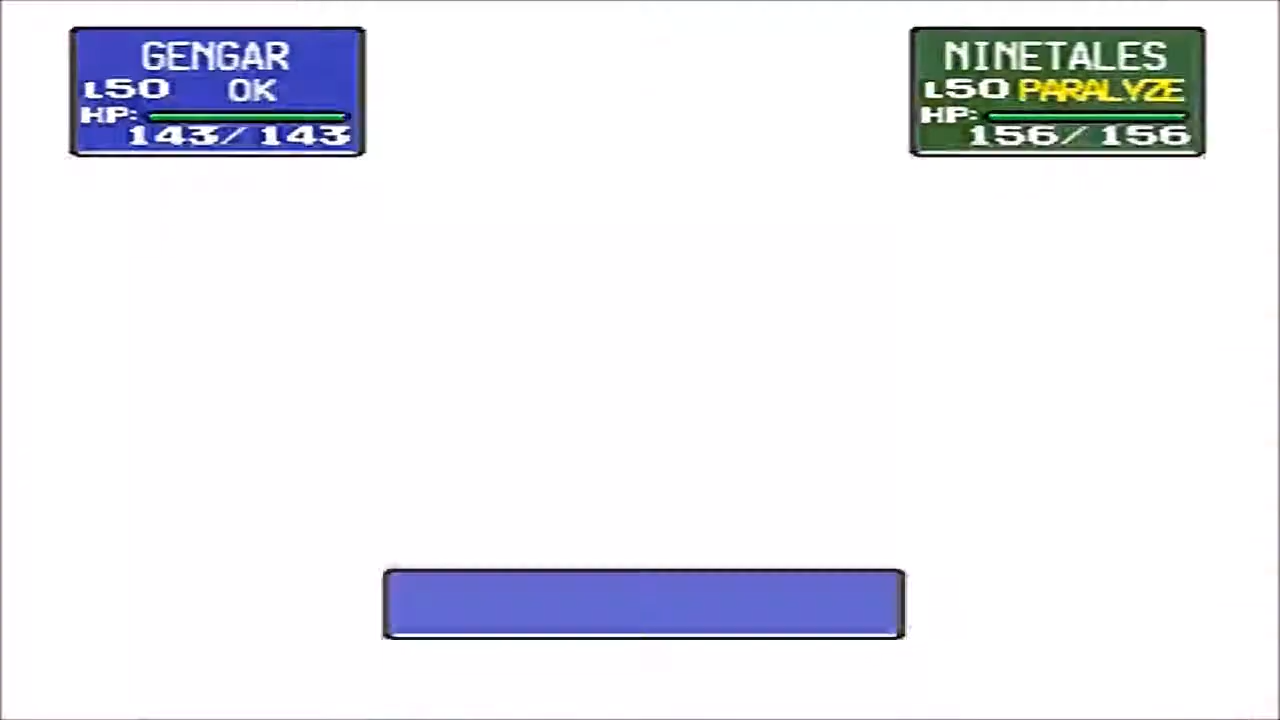 GENGAR
L50 OK
HP:
143/143
NINETALES
L50 PARALYZE
HP:
156/156